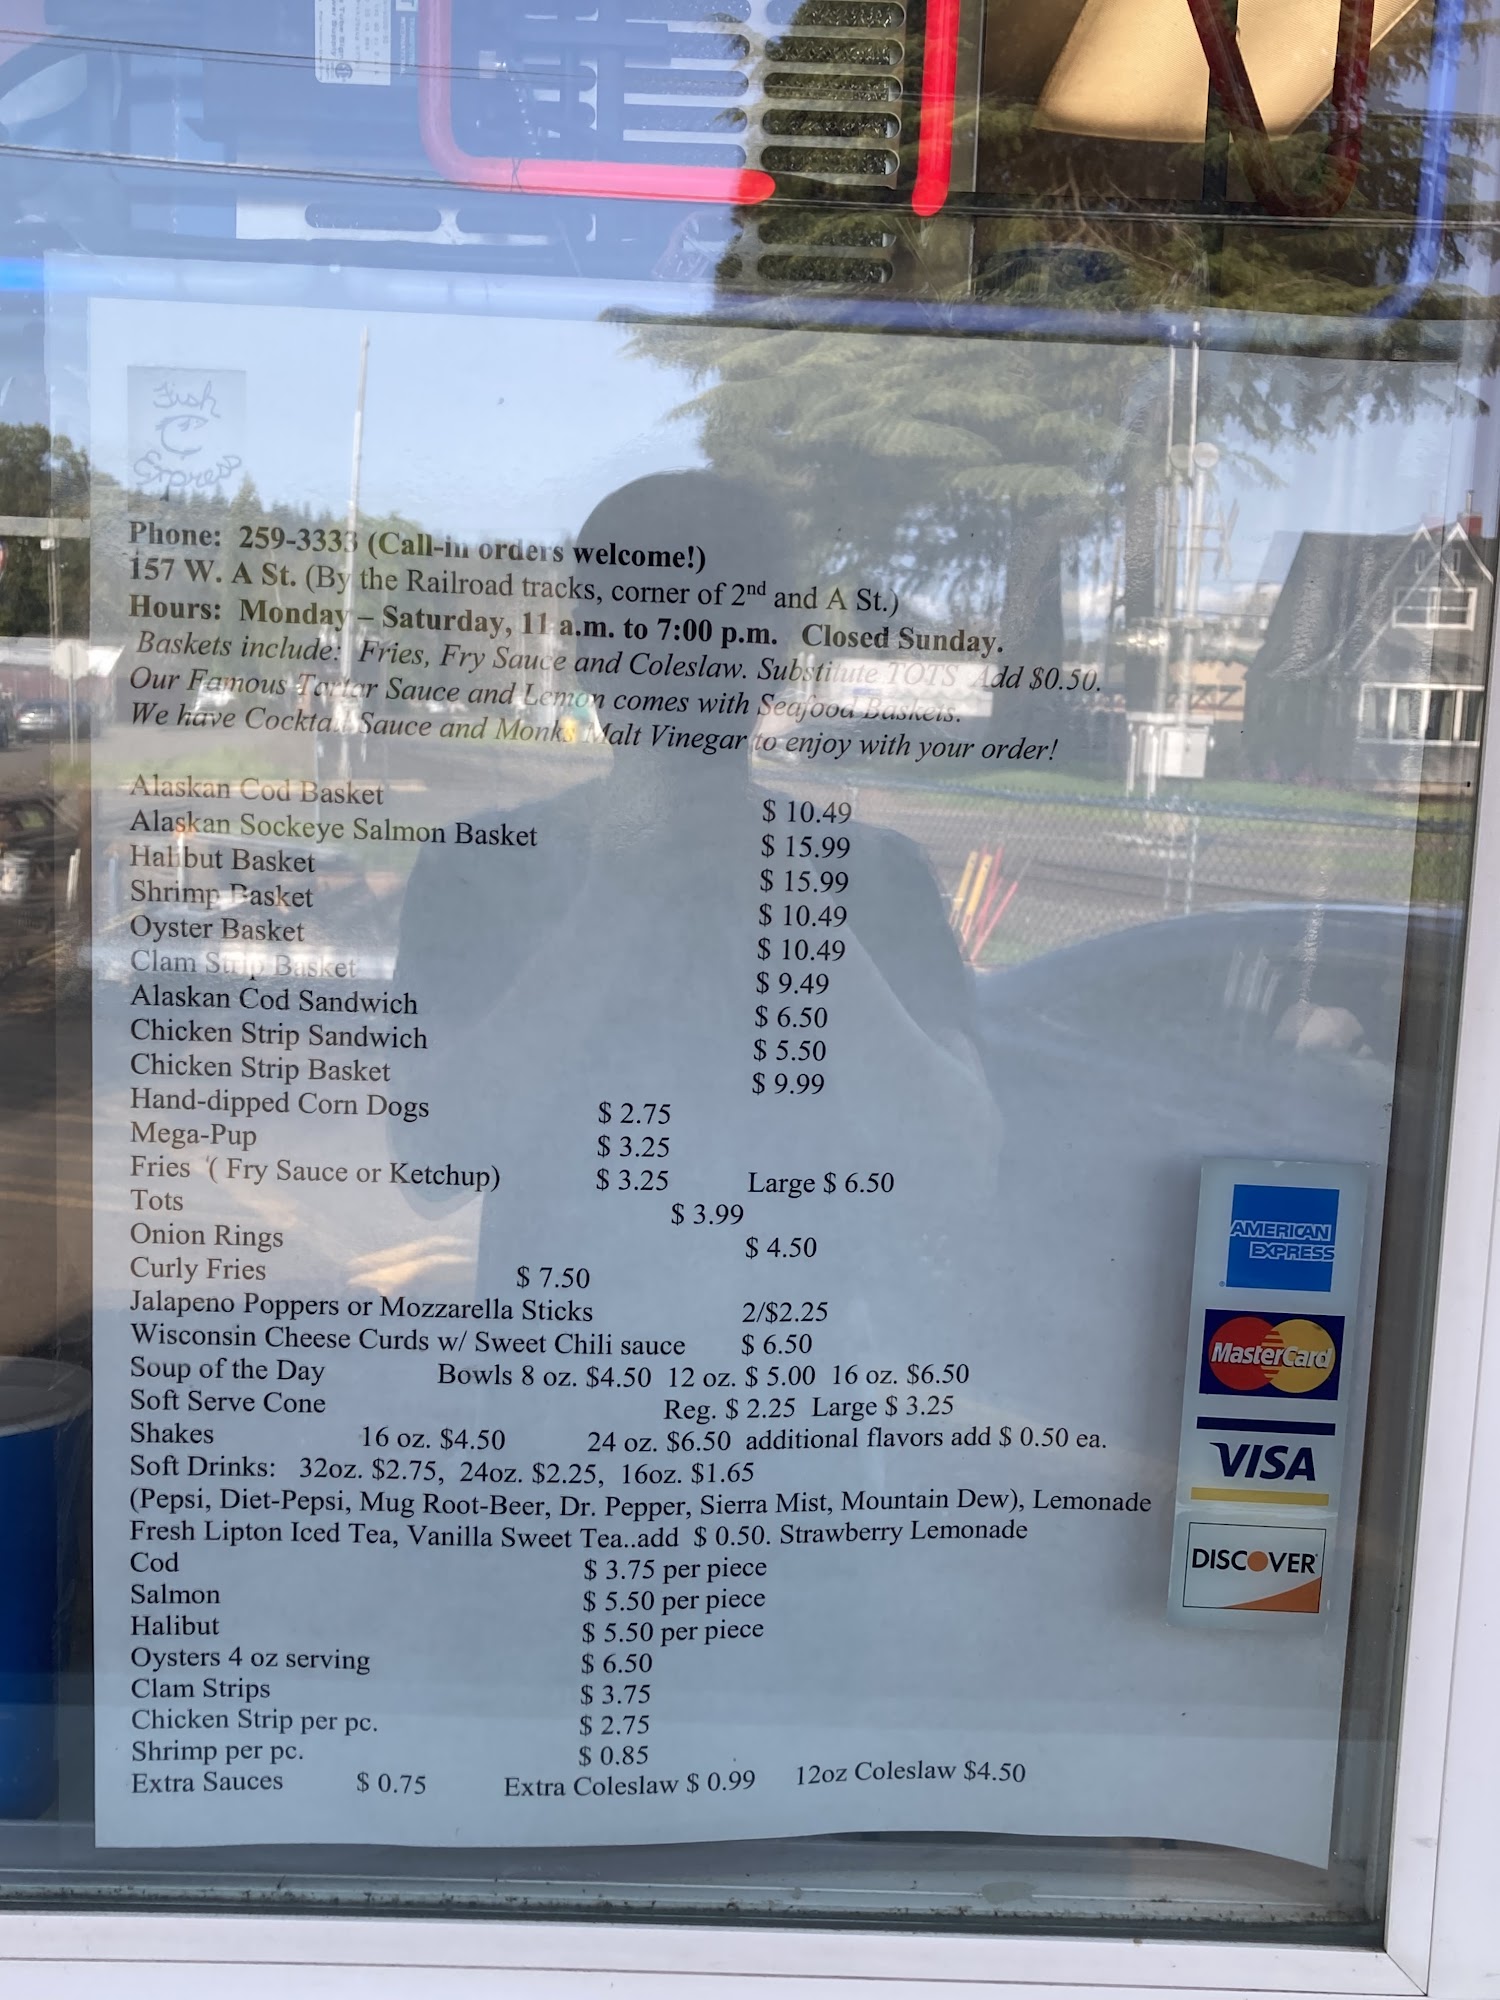 Fish
Express
Phone: 259-3333 (Call-in orders welcome!)
157 W. A St. (By the Railroad tracks, corner of 2nd and A St.)
Hours: Monday – Saturday, 11 a.m. to 7:00 p.m. Closed Sunday.
Baskets include: Fries, Fry Sauce and Coleslaw. Substitute TOTS Add $0.50.
Our Famous Tartar Sauce and Lemon comes with Seafood Baskets.
We have Cocktail Sauce and Monks Malt Vinegar to enjoy with your order!
Alaskan Cod Basket $ 10.49
Alaskan Sockeye Salmon Basket $ 15.99
Halibut Basket $ 15.99
Shrimp Basket $ 10.49
Oyster Basket $ 10.49
Clam Strip Basket $ 9.49
Alaskan Cod Sandwich $ 6.50
Chicken Strip Sandwich $ 5.50
Chicken Strip Basket $ 9.99
Hand-dipped Corn Dogs $ 2.75
Mega-Pup $ 3.25
Fries ( Fry Sauce or Ketchup) $ 3.25 Large $ 6.50
Tots $ 3.99
Onion Rings $ 4.50
Curly Fries $ 7.50
Jalapeno Poppers or Mozzarella Sticks 2/$2.25
Wisconsin Cheese Curds w/ Sweet Chili sauce $ 6.50
Soup of the Day Bowls 8 oz. $4.50 12 oz. $ 5.00 16 oz. $6.50
Soft Serve Cone Reg. $ 2.25 Large $ 3.25
Shakes 16 oz. $4.50 24 oz. $6.50 additional flavors add $ 0.50 ea.
Soft Drinks: 32oz. $2.75, 24oz. $2.25, 16oz. $1.65
(Pepsi, Diet-Pepsi, Mug Root-Beer, Dr. Pepper, Sierra Mist, Mountain Dew), Lemonade
Fresh Lipton Iced Tea, Vanilla Sweet Tea..add $ 0.50. Strawberry Lemonade
Cod $ 3.75 per piece
Salmon $ 5.50 per piece
Halibut $ 5.50 per piece
Oysters 4 oz serving $ 6.50
Clam Strips $ 3.75
Chicken Strip per pc. $ 2.75
Shrimp per pc. $ 0.85
Extra Sauces $ 0.75 Extra Coleslaw $ 0.99 12oz Coleslaw $4.50
AMERICAN
EXPRESS
MasterCard
VISA
DISCOVER